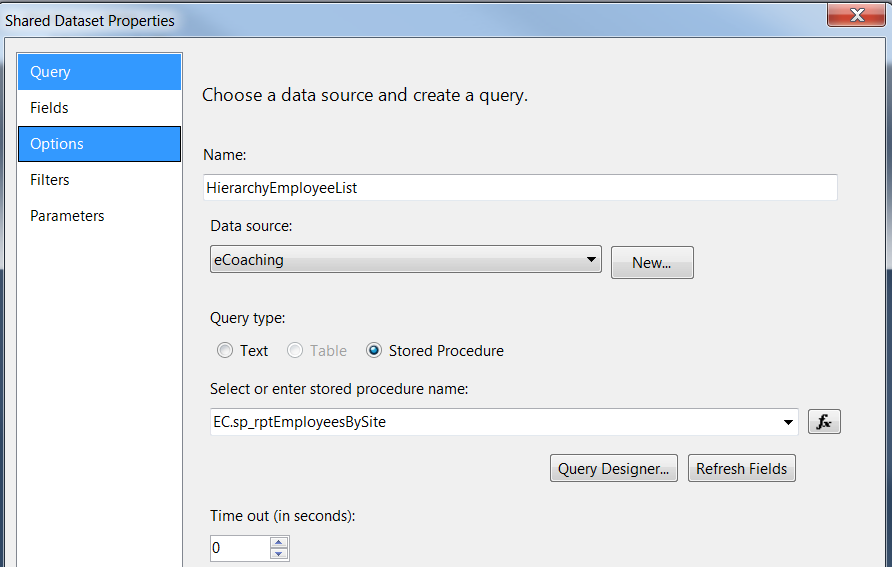 Shared Dataset Properties
Query
Fields
Options
Filters
Parameters
Choose a data source and create a query.
Name:
HierarchyEmployeeList
Data source:
eCoaching
New...
Query type:
Text Table Stored Procedure
Select or enter stored procedure name:
EC.sp_rptEmployeesBySite
fx
Query Designer... Refresh Fields
Time out (in seconds):
0